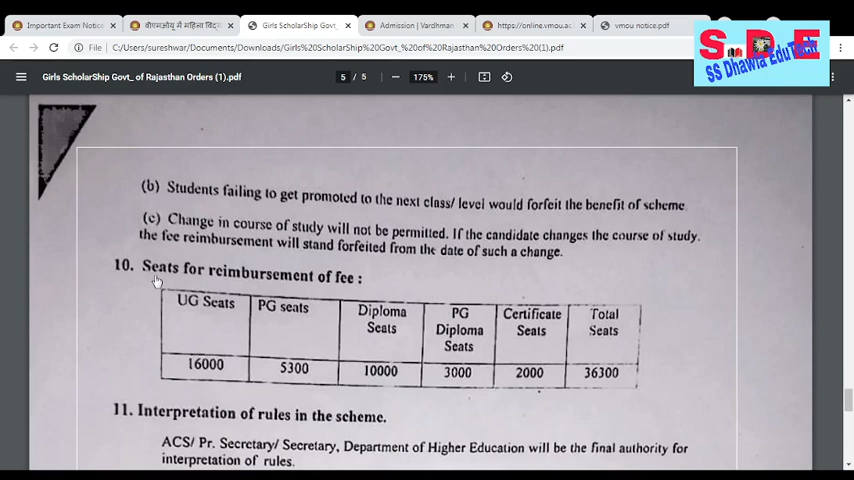 Important Exam Notice
वीएमओयू में महिला विद्य
Girls ScholarShip Govt_
Admission | Vardhman
https://online.vmou.ac
vmou notice.pdf
File
C:/Users/sureshwar/Documents/Downloads/Girls%20ScholarShip%20Govt_%20of%20Rajasthan%20Orders%20(1).pdf
SDE
SS Dhawla EduTech
Girls ScholarShip Govt_ of Rajasthan Orders (1).pdf
5 / 5
175%
(b) Students failing to get promoted to the next class/ level would forfeit the benefit of scheme.
(c) Change in course of study will not be permitted. If the candidate changes the course of study.
the fee reimbursement will stand forfeited from the date of such a change.
10. Seats for reimbursement of fee :
UG Seats PG seats Diploma Seats PG Diploma Seats Certificate Seats Total Seats
16000 5300 10000 3000 2000 36300
11. Interpretation of rules in the scheme.
ACS/ Pr. Secretary/ Secretary, Department of Higher Education will be the final authority for
interpretation of rules.